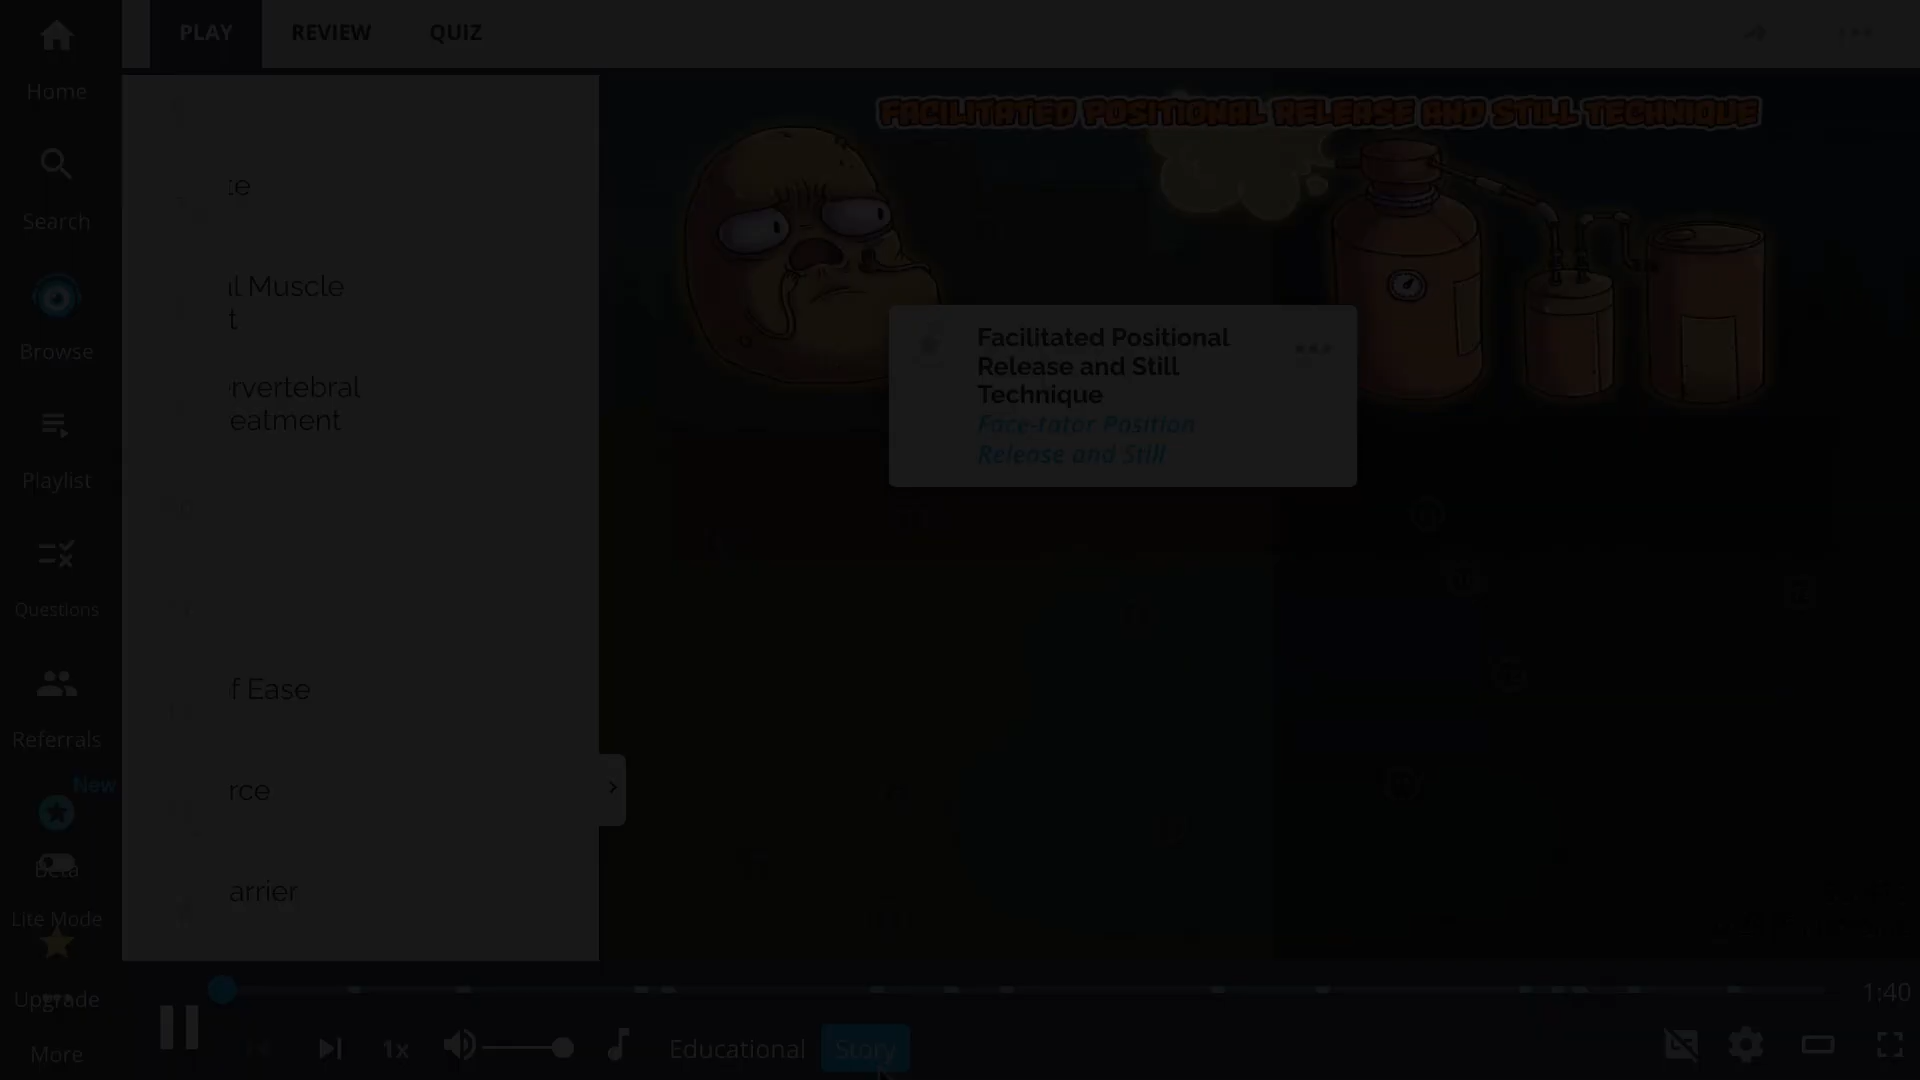 PLAY REVIEW QUIZ
Home
Search
Browse
Playlist
Questions
Referrals
New
Beta
Lite Mode
Upgrade
More
te
al Muscle
t
rvertebral
eatment
f Ease
rce
arrier
FACILITATED POSITIONAL RELEASE AND STILL TECHNIQUE
Facilitated Positional
Release and Still
Technique
Face-tator Position
Release and Still
1:40
1x
Educational
Story